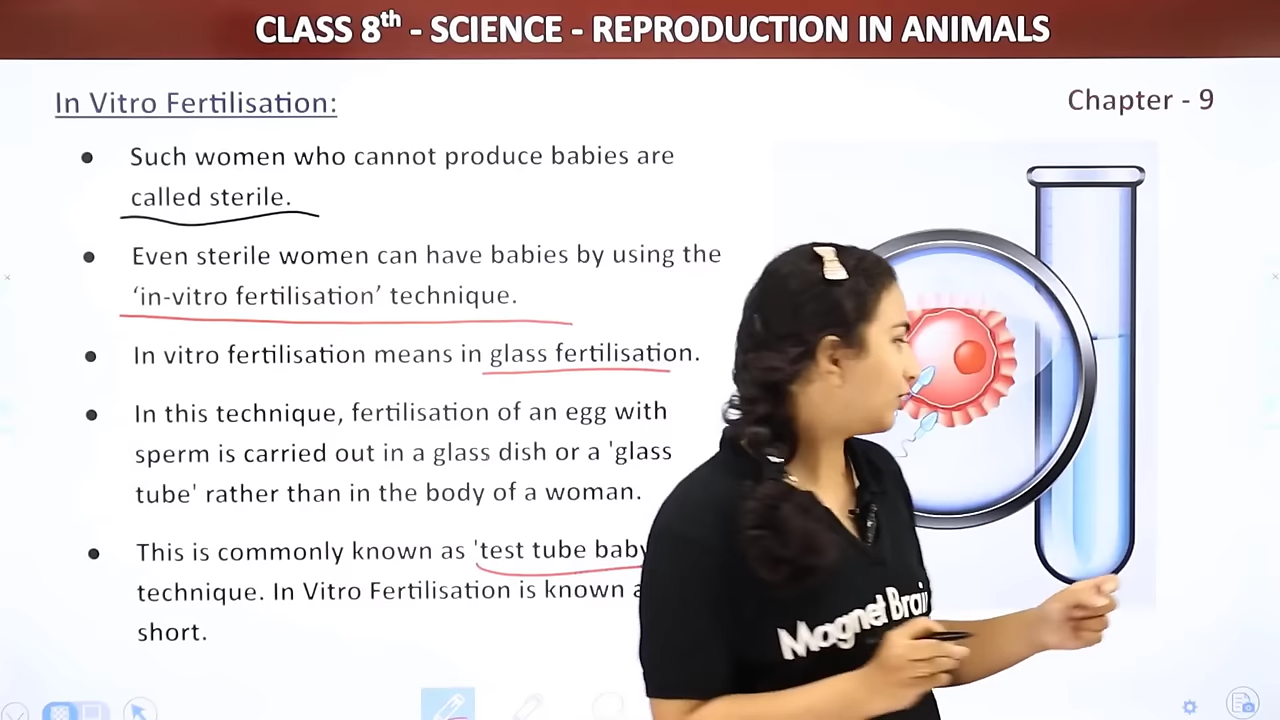 CLASS 8th - SCIENCE - REPRODUCTION IN ANIMALS
In Vitro Fertilisation:
Chapter - 9
Such women who cannot produce babies are
called sterile.
Even sterile women can have babies by using the
‘in-vitro fertilisation’ technique.
In vitro fertilisation means in glass fertilisation.
In this technique, fertilisation of an egg with
sperm is carried out in a glass dish or a 'glass
tube' rather than in the body of a woman.
This is commonly known as 'test tube baby
technique. In Vitro Fertilisation is known
short.
Magnet Brai